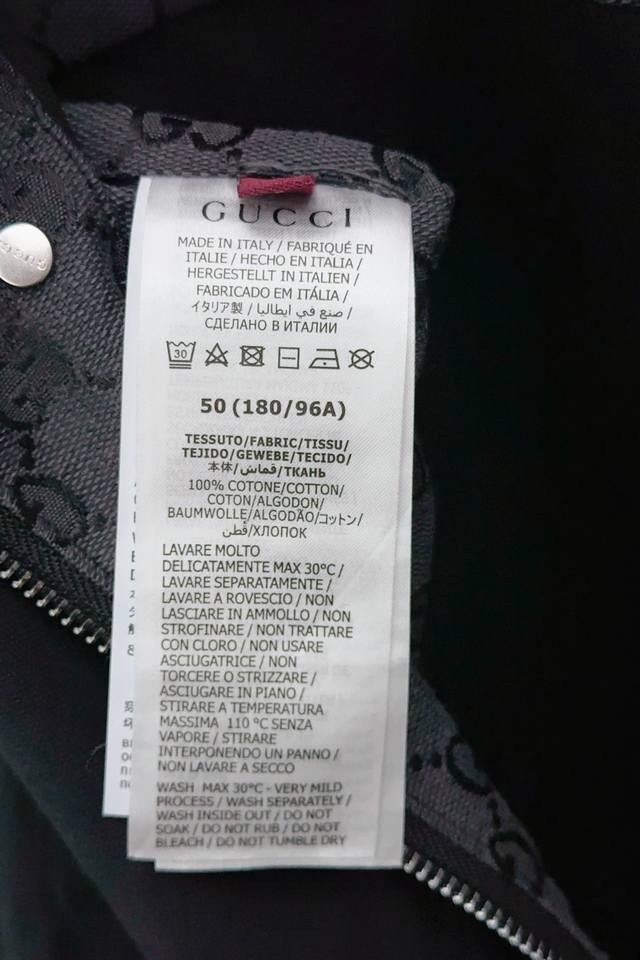 GUCCI
MADE IN ITALY / FABRIQUÉ EN
ITALIE / HECHO EN ITALIA /
HERGESTELLT IN ITALIEN /
FABRICADO EM ITÁLIA /
イタリア製 / صنع في ايطاليا /
СДЕЛАНО В ИТАЛИИ
30
50 (180/96A)
TESSUTO/FABRIC/TISSU/
TEJIDO/GEWEBE/TECIDO/
本体/قماش/ТКАНЬ
100% COTONE/COTTON/
COTON/ALGODON/
BAUMWOLLE/ALGODÃO/コットン/
قطن/ХЛОПОК
LAVARE MOLTO
DELICATAMENTE MAX 30°C /
LAVARE SEPARATAMENTE /
LAVARE A ROVESCIO / NON
LASCIARE IN AMMOLLO / NON
STROFINARE / NON TRATTARE
CON CLORO / NON USARE
ASCIUGATRICE / NON
TORCERE O STRIZZARE /
ASCIUGARE IN PIANO /
STIRARE A TEMPERATURA
MASSIMA 110 °C SENZA
VAPORE / STIRARE
INTERPONENDO UN PANNO /
NON LAVARE A SECCO
WASH MAX 30°C - VERY MILD
PROCESS / WASH SEPARATELY /
WASH INSIDE OUT / DO NOT
SOAK / DO NOT RUB / DO NOT
BLEACH / DO NOT TUMBLE DRY